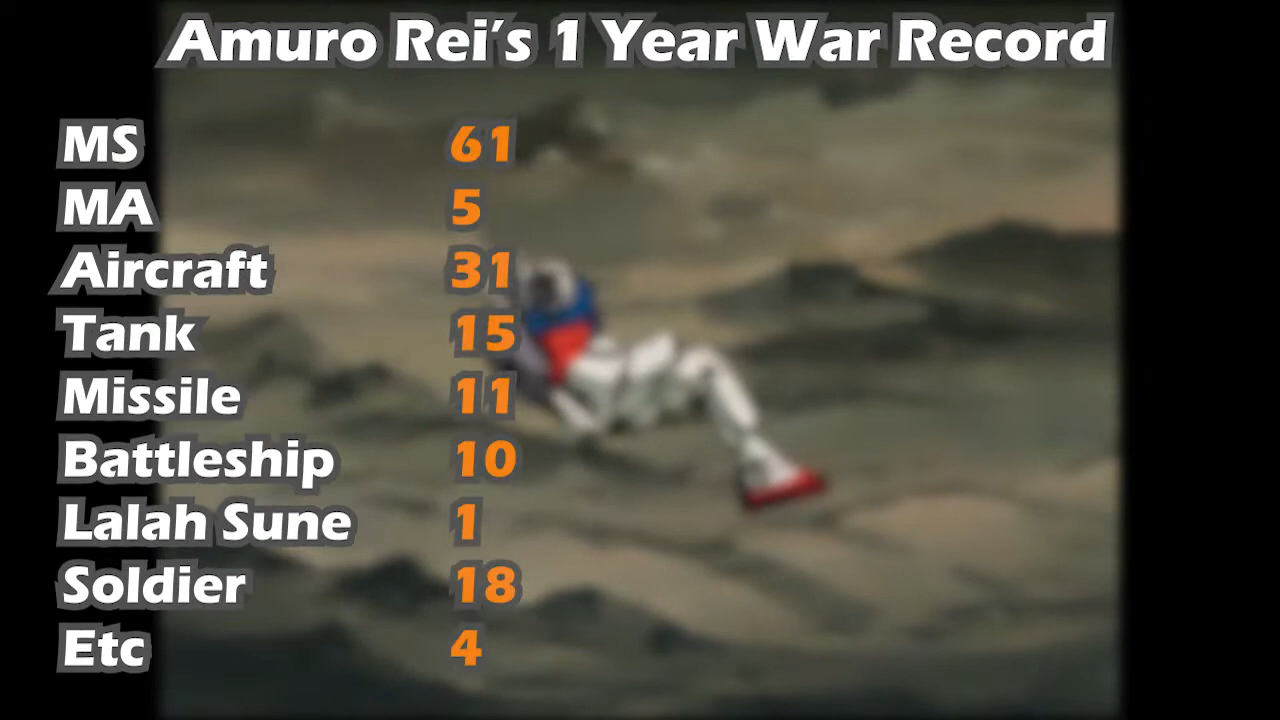 Amuro Rei's 1 Year War Record
MS 61
MA 5
Aircraft 31
Tank 15
Missile 11
Battleship 10
Lalah Sune 1
Soldier 18
Etc 4